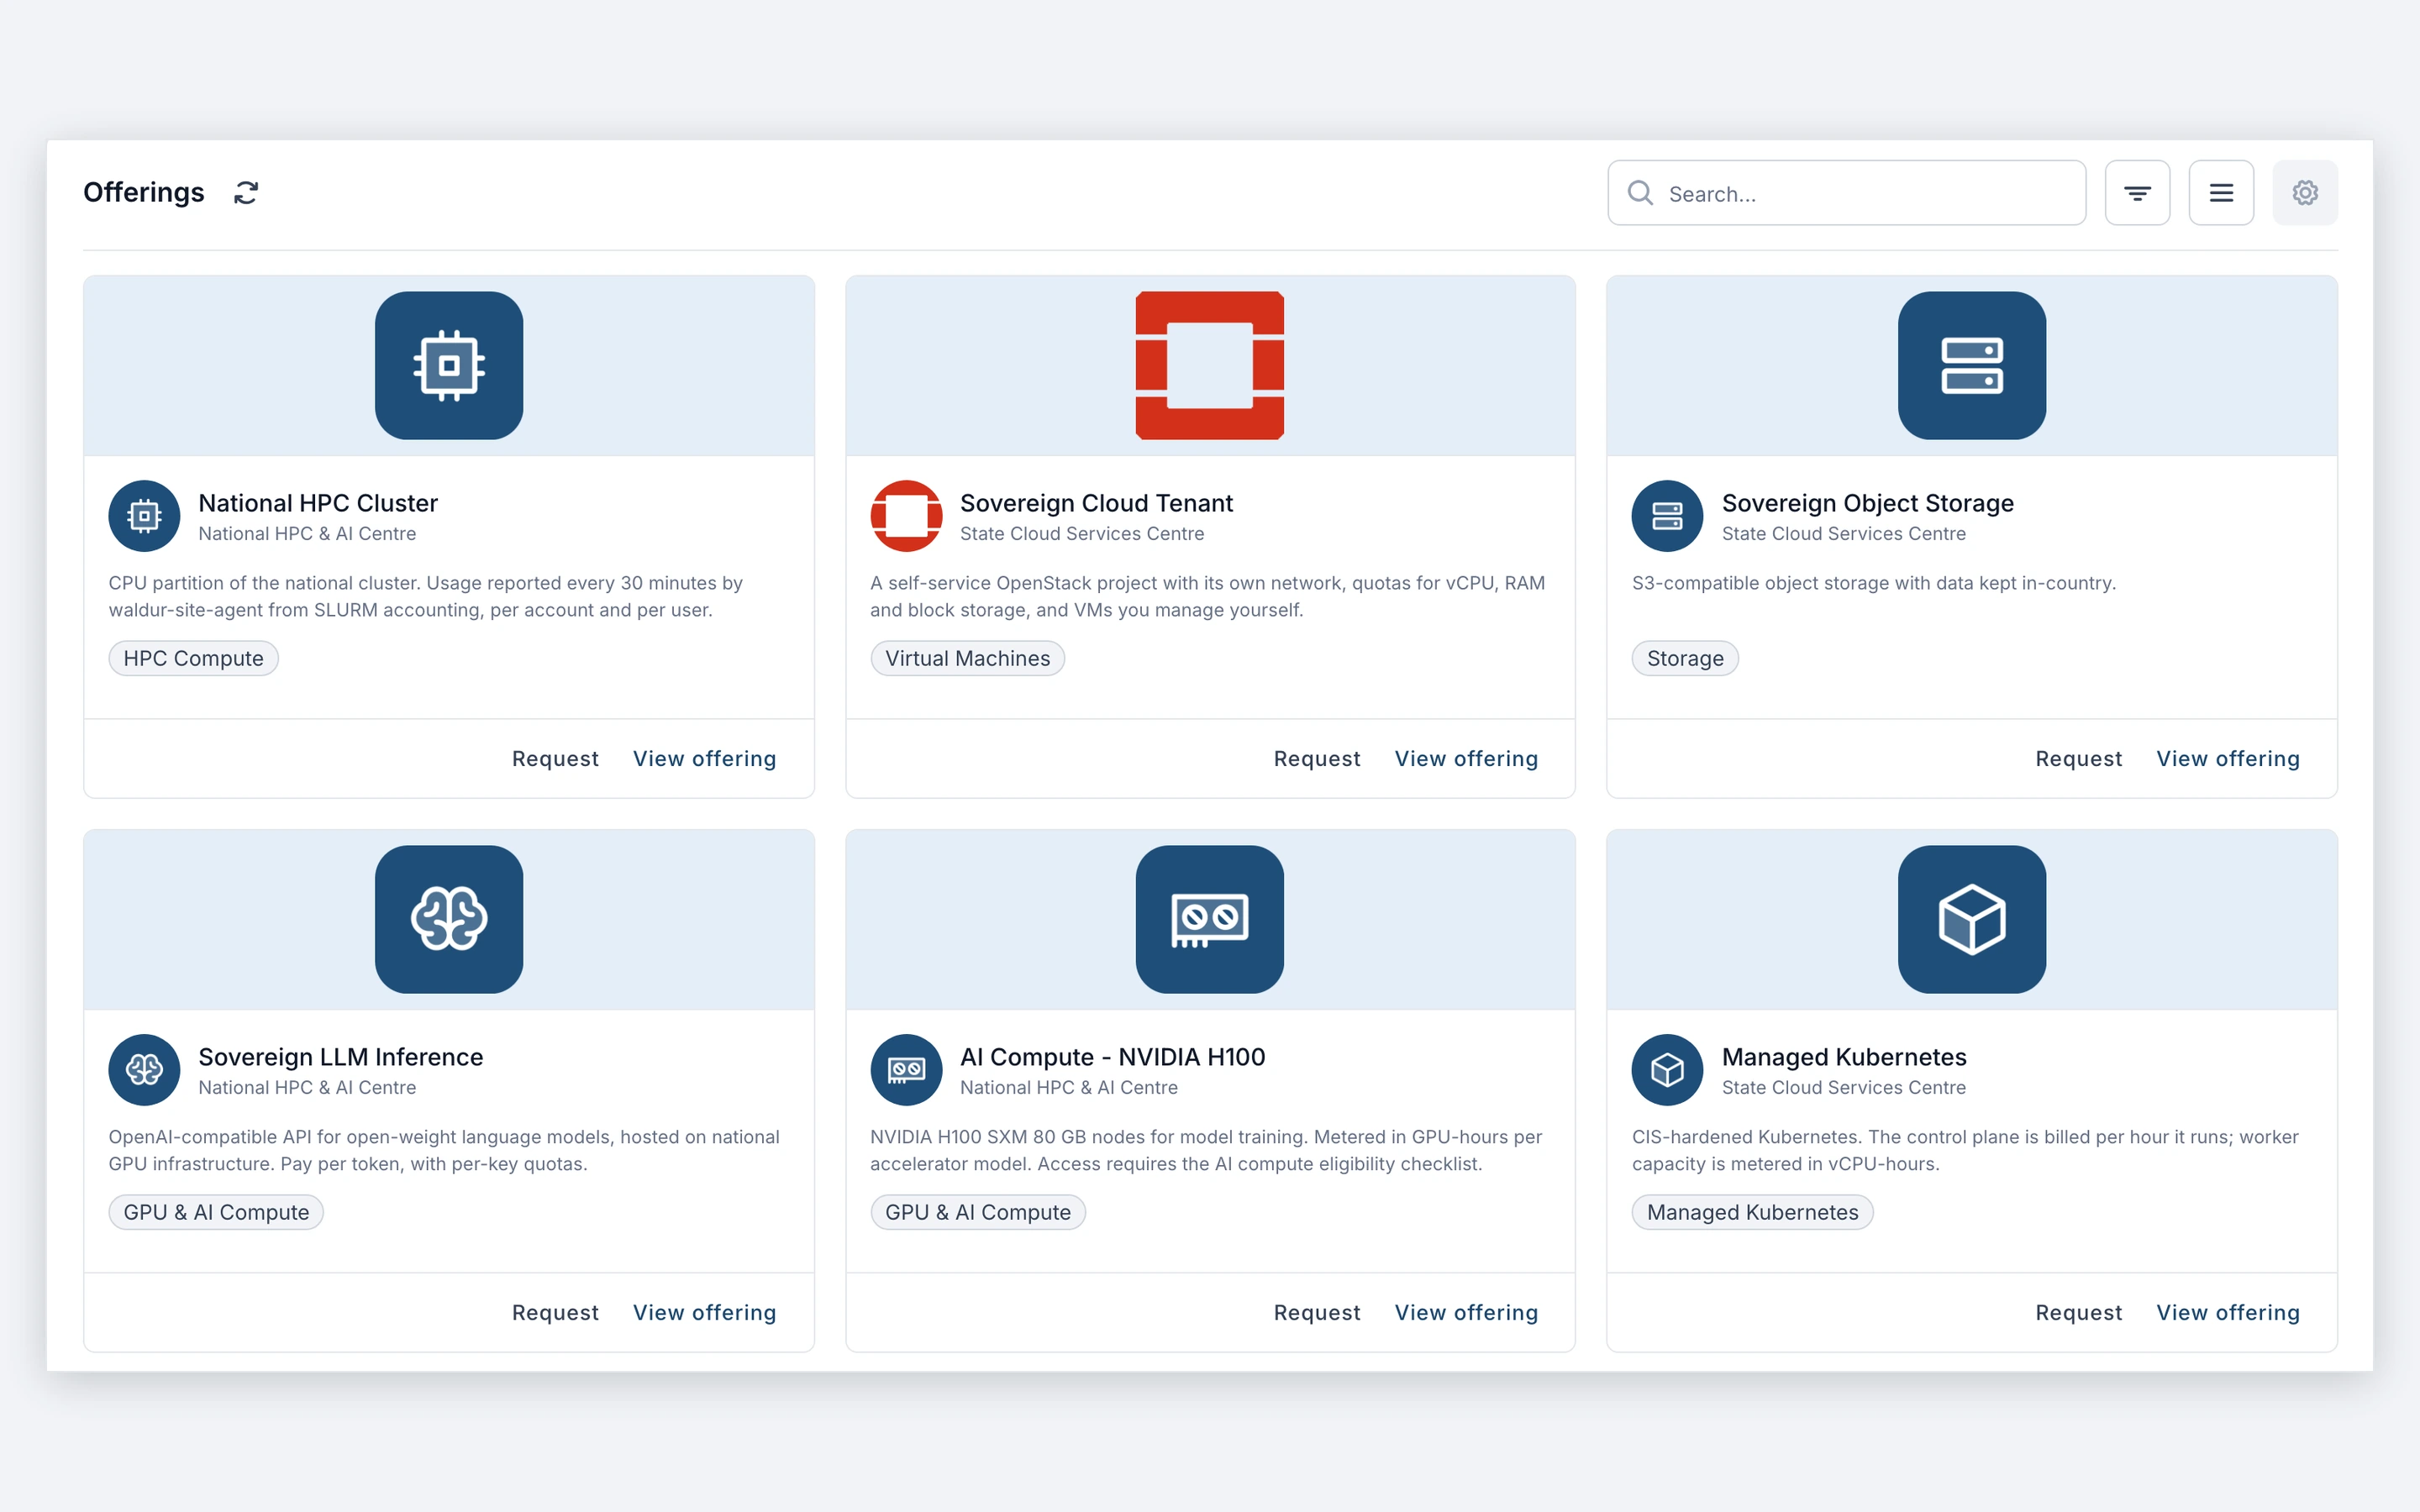 Offerings
Search...
National HPC Cluster
National HPC & AI Centre
CPU partition of the national cluster. Usage reported every 30 minutes by
waldur-site-agent from SLURM accounting, per account and per user.
HPC Compute
Request View offering
Sovereign Cloud Tenant
State Cloud Services Centre
A self-service OpenStack project with its own network, quotas for vCPU, RAM
and block storage, and VMs you manage yourself.
Virtual Machines
Request View offering
Sovereign Object Storage
State Cloud Services Centre
S3-compatible object storage with data kept in-country.
Storage
Request View offering
Sovereign LLM Inference
National HPC & AI Centre
OpenAI-compatible API for open-weight language models, hosted on national
GPU infrastructure. Pay per token, with per-key quotas.
GPU & AI Compute
Request View offering
AI Compute - NVIDIA H100
National HPC & AI Centre
NVIDIA H100 SXM 80 GB nodes for model training. Metered in GPU-hours per
accelerator model. Access requires the AI compute eligibility checklist.
GPU & AI Compute
Request View offering
Managed Kubernetes
State Cloud Services Centre
CIS-hardened Kubernetes. The control plane is billed per hour it runs; worker
capacity is metered in vCPU-hours.
Managed Kubernetes
Request View offering